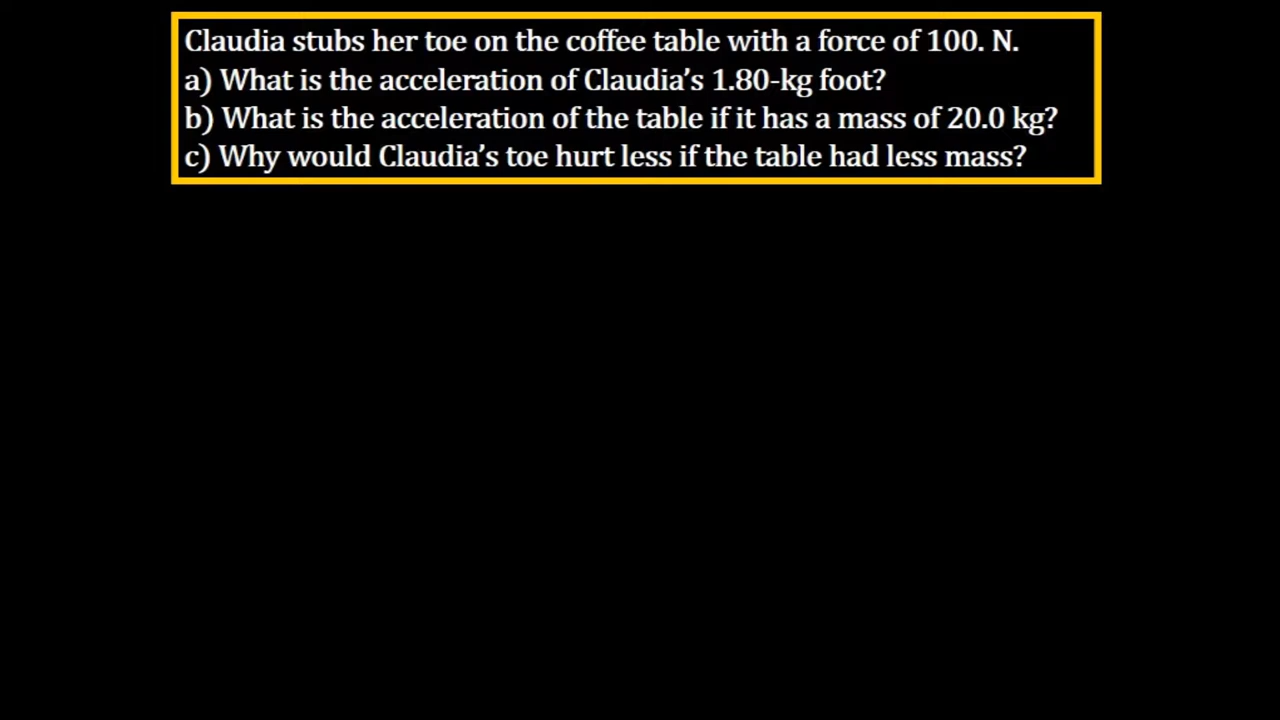 Claudia stubs her toe on the coffee table with a force of 100. N.
a) What is the acceleration of Claudia’s 1.80-kg foot?
b) What is the acceleration of the table if it has a mass of 20.0 kg?
c) Why would Claudia’s toe hurt less if the table had less mass?